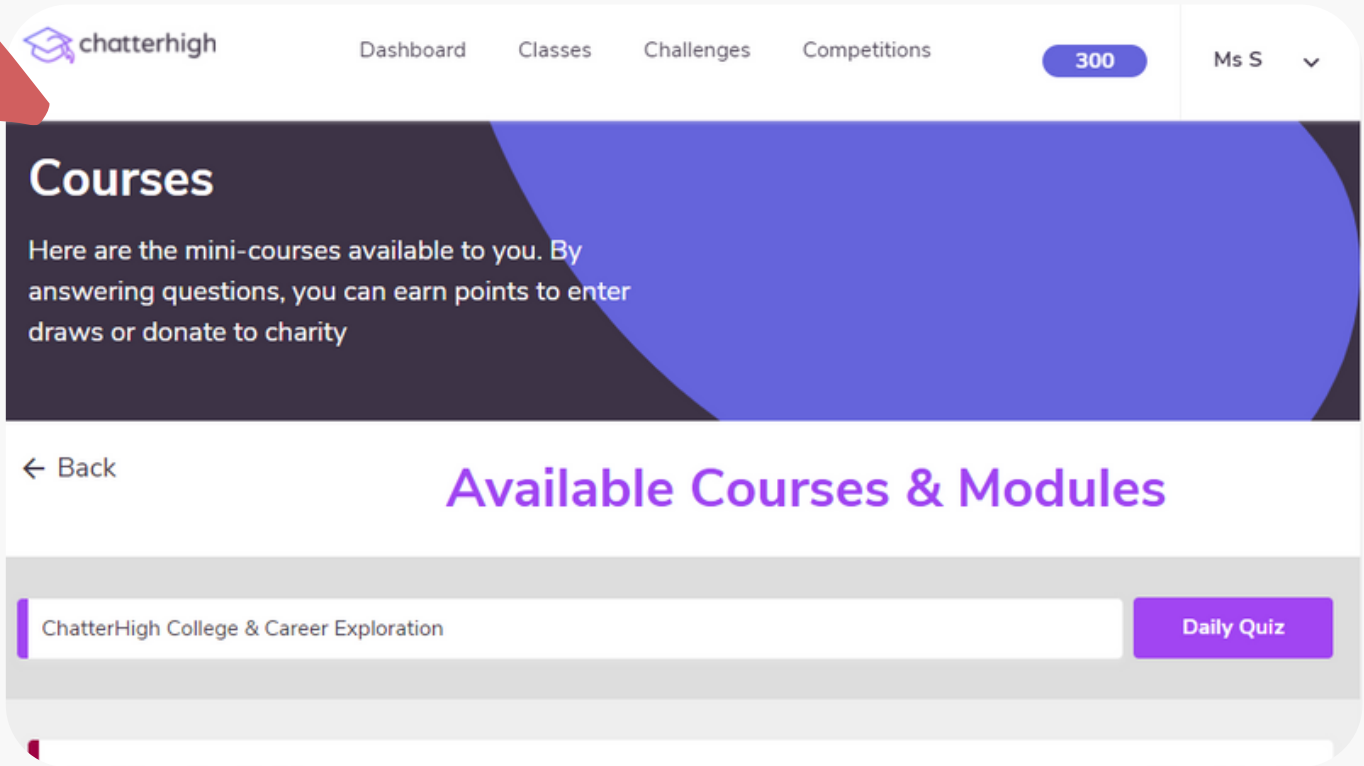 chatterhigh
Dashboard Classes Challenges Competitions 300 Ms S
Courses
Here are the mini-courses available to you. By
answering questions, you can earn points to enter
draws or donate to charity
← Back
Available Courses & Modules
ChatterHigh College & Career Exploration
Daily Quiz